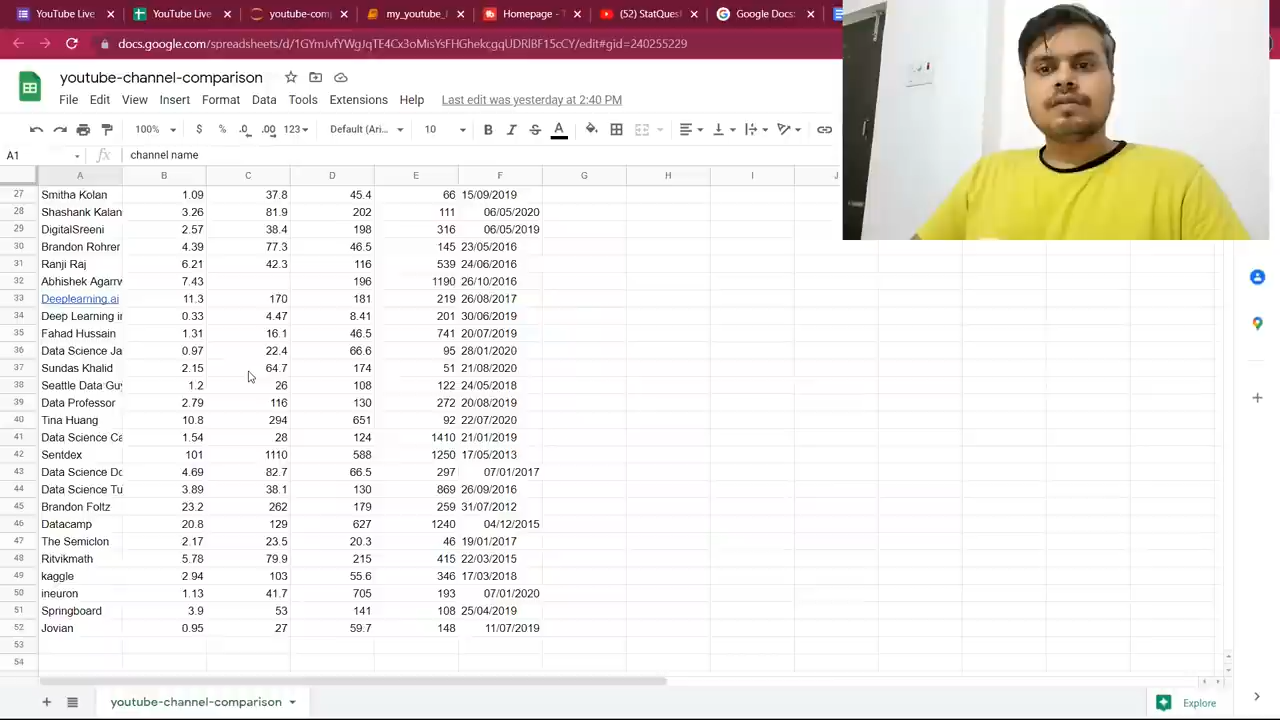 YouTube Live
YouTube Live
youtube-com
my_youtube_l
Homepage - T
(52) StatQues
Google Docs:
docs.google.com/spreadsheets/d/1GYmJvfYWgJqTE4Cx3oMisYsFHGhekcgqUDRlBF15cCY/edit#gid=240255229
youtube-channel-comparison
File Edit View Insert Format Data Tools Extensions Help Last edit was yesterday at 2:40 PM
100% $ % .0 .00 123 Default (Ari... 10 B I S A
A1 fx channel name
A B C D E F G H I J
27 Smitha Kolan 1.09 37.8 45.4 66 15/09/2019
28 Shashank Kalan 3.26 81.9 202 111 06/05/2020
29 DigitalSreeni 2.57 38.4 198 316 06/05/2019
30 Brandon Rohrer 4.39 77.3 46.5 145 23/05/2016
31 Ranji Raj 6.21 42.3 116 539 24/06/2016
32 Abhishek Agarrw 7.43 196 1190 26/10/2016
33 Deeplearning.ai 11.3 170 181 219 26/08/2017
34 Deep Learning in 0.33 4.47 8.41 201 30/06/2019
35 Fahad Hussain 1.31 16.1 46.5 741 20/07/2019
36 Data Science Ja 0.97 22.4 66.6 95 28/01/2020
37 Sundas Khalid 2.15 64.7 174 51 21/08/2020
38 Seattle Data Guy 1.2 26 108 122 24/05/2018
39 Data Professor 2.79 116 130 272 20/08/2019
40 Tina Huang 10.8 294 651 92 22/07/2020
41 Data Science Ca 1.54 28 124 1410 21/01/2019
42 Sentdex 101 1110 588 1250 17/05/2013
43 Data Science Do 4.69 82.7 66.5 297 07/01/2017
44 Data Science Tu 3.89 38.1 130 869 26/09/2016
45 Brandon Foltz 23.2 262 179 259 31/07/2012
46 Datacamp 20.8 129 627 1240 04/12/2015
47 The Semiclon 2.17 23.5 20.3 46 19/01/2017
48 Ritvikmath 5.78 79.9 215 415 22/03/2015
49 kaggle 2.94 103 55.6 346 17/03/2018
50 ineuron 1.13 41.7 705 193 07/01/2020
51 Springboard 3.9 53 141 108 25/04/2019
52 Jovian 0.95 27 59.7 148 11/07/2019
53
54
youtube-channel-comparison
Explore